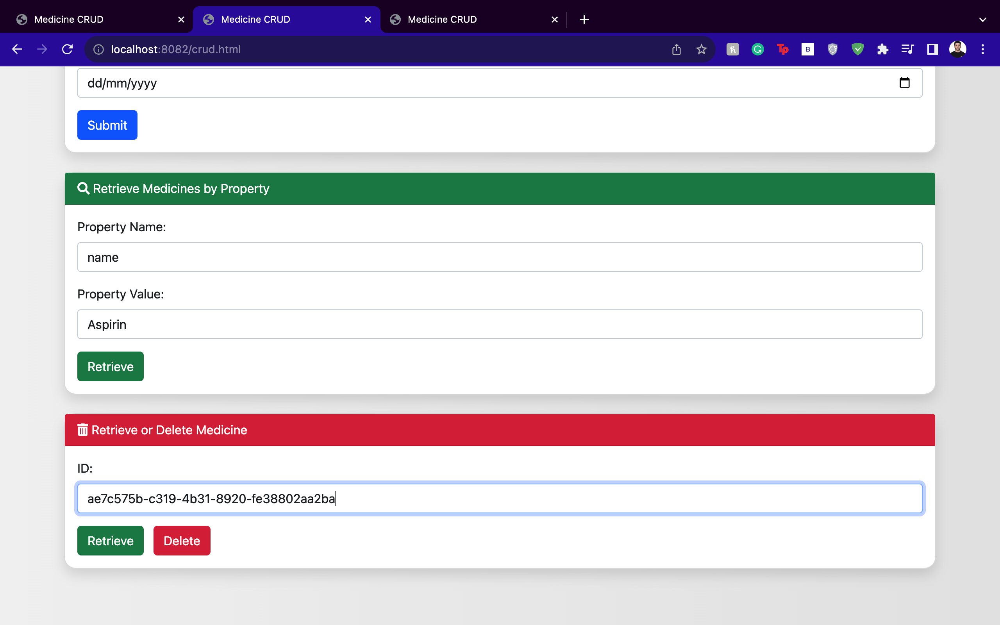 Medicine CRUD
Medicine CRUD
Medicine CRUD
localhost:8082/crud.html
Tp
B
dd/mm/yyyy
Submit
Retrieve Medicines by Property
Property Name:
name
Property Value:
Aspirin
Retrieve
Retrieve or Delete Medicine
ID:
ae7c575b-c319-4b31-8920-fe38802aa2ba
Retrieve Delete